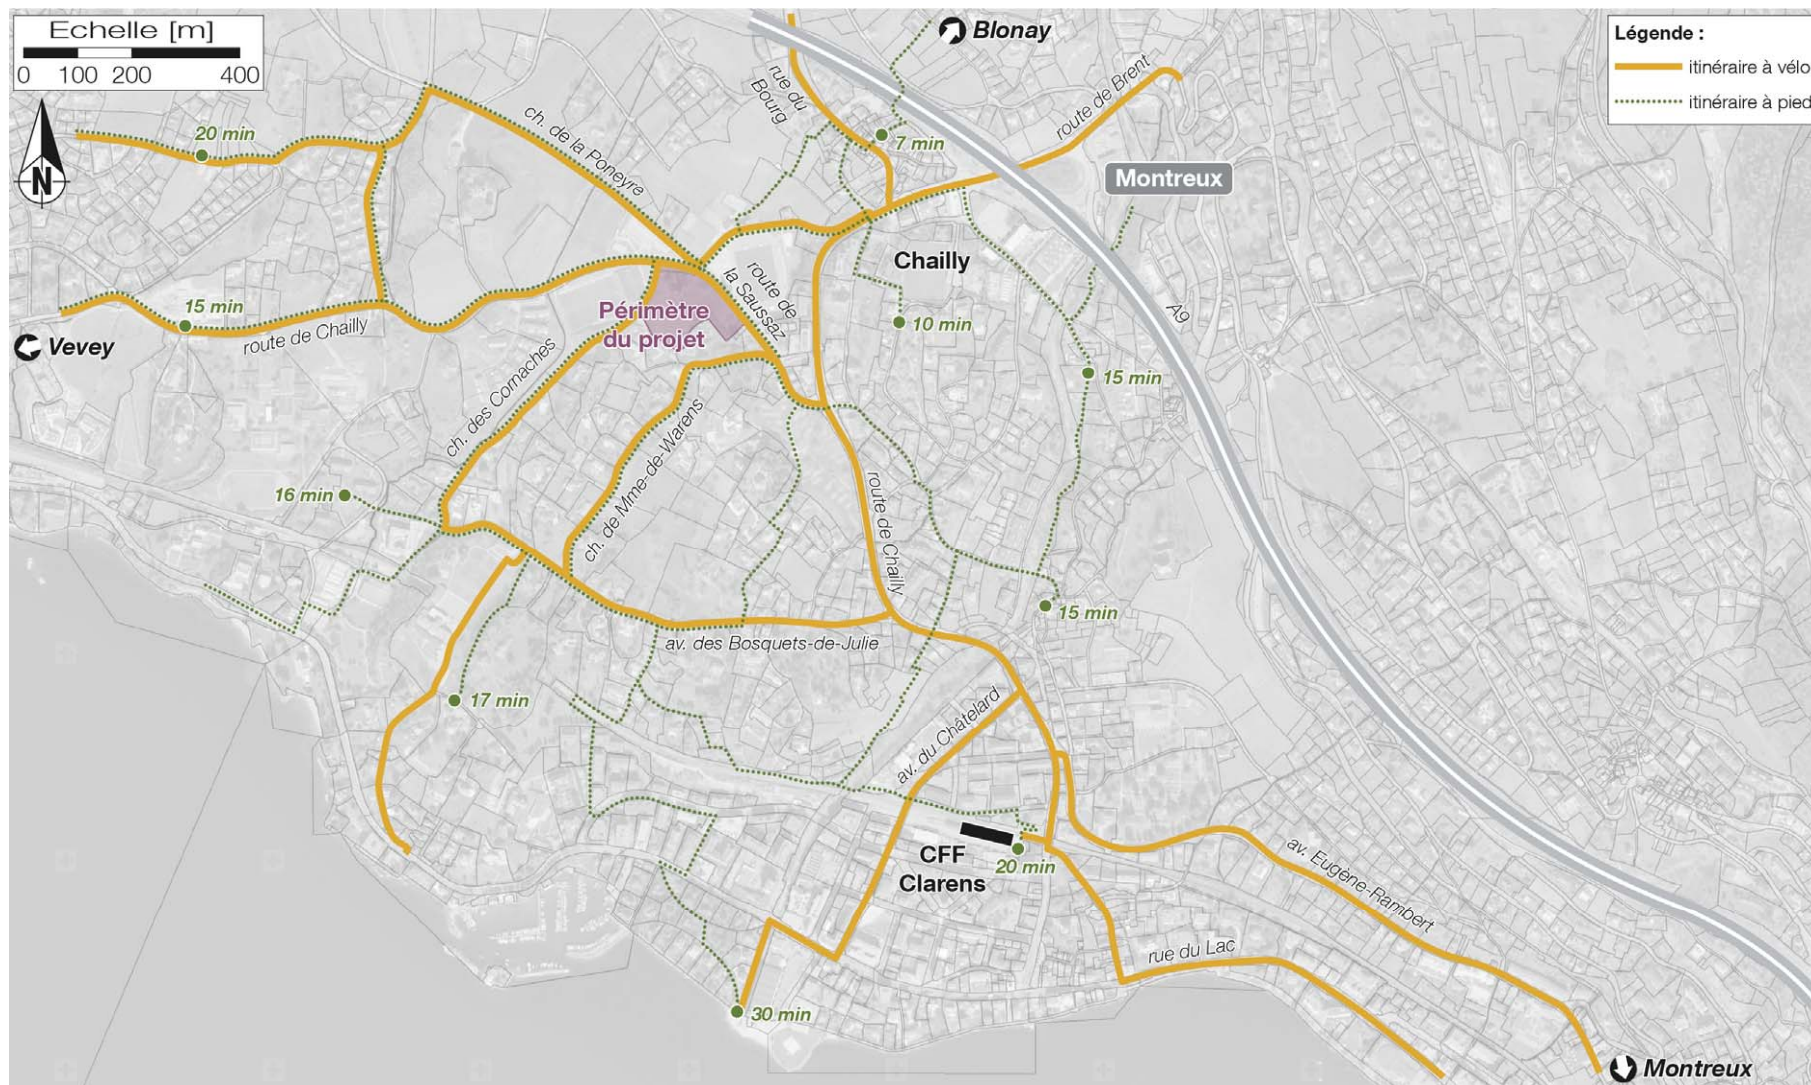 Echelle [m]
0 100 200 400
N
Blonay
Légende :
itinéraire à vélo
itinéraire à pied
rue du
Bourg
route de Brent
20 min
ch. de la Poneyre
7 min
Montreux
Chailly
route de
la Saussaz
A9
15 min
route de Chailly
Vevey
Périmètre
du projet
10 min
15 min
ch. des Cornaches
ch. de Mme-de-Warens
16 min
route de Chailly
15 min
av. des Bosquets-de-Julie
17 min
av. du Châtelard
CFF
Clarens
20 min
av. Eugène-Rambert
rue du Lac
30 min
Montreux